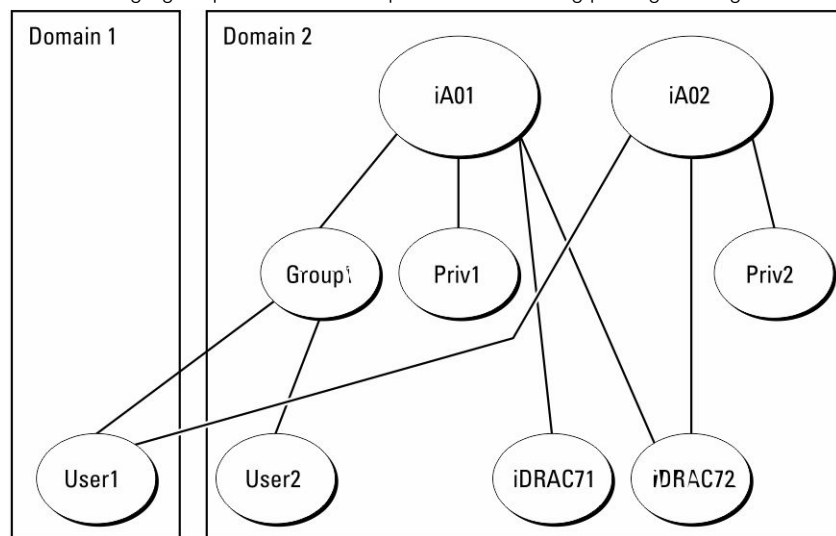 Domain 1
Domain 2
iA01
iA02
Group1
Priv1
Priv2
User1
User2
iDRAC71
iDRAC72